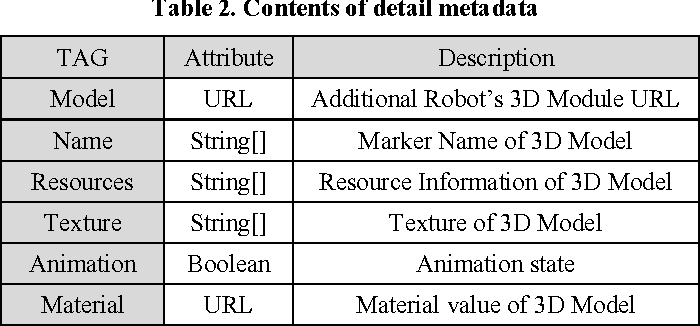 Table 2. Contents of detail metadata
TAG Attribute Description
Model URL Additional Robot's 3D Module URL
Name String[] Marker Name of 3D Model
Resources String[] Resource Information of 3D Model
Texture String[] Texture of 3D Model
Animation Boolean Animation state
Material URL Material value of 3D Model